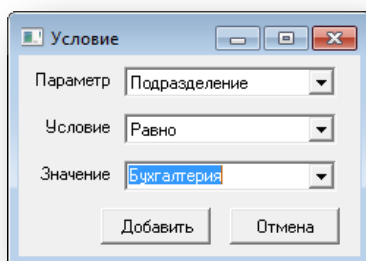 Условие
Параметр Подразделение
Условие Равно
Значение Бухгалтерия
Добавить Отмена